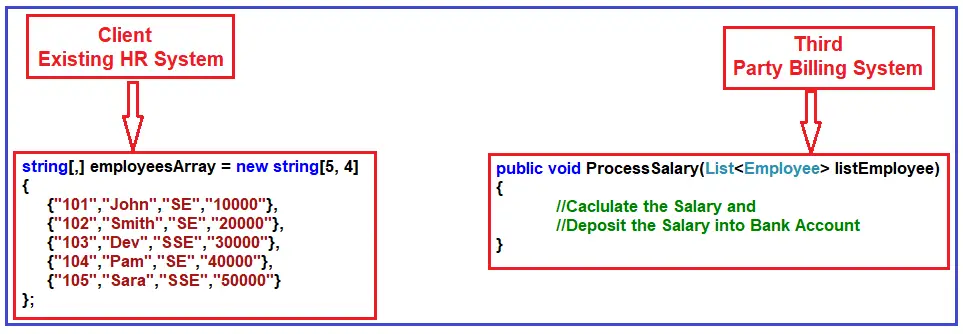 Client
Existing HR System
string[,] employeesArray = new string[5, 4]
{
{"101","John","SE","10000"},
{"102","Smith","SE","20000"},
{"103","Dev","SSE","30000"},
{"104","Pam","SE","40000"},
{"105","Sara","SSE","50000"}
};
Third
Party Billing System
public void ProcessSalary(List<Employee> listEmployee)
{
//Caclulate the Salary and
//Deposit the Salary into Bank Account
}